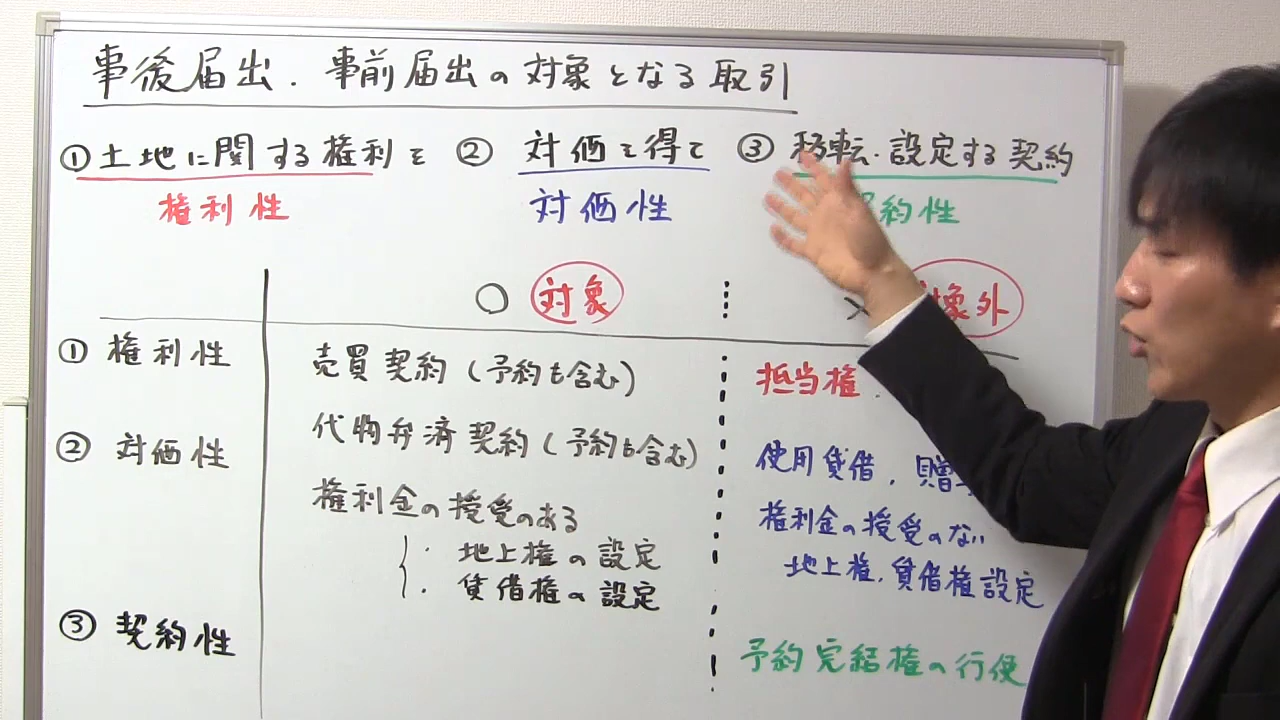 事後届出・事前届出の対象となる取引
①土地に関する権利を ②対価を得て ③移転・設定する契約
権利性 対価性 約性
○ 対象 × 象外
①権利性 売買契約(予約も含む) 抵当権・
②対価性 代物弁済契約(予約も含む) 使用貸借、贈
権利金の授受のある 権利金の授受のない
・地上権の設定 地上権、賃借権設定
・賃借権の設定
③契約性 予約完結権の行使